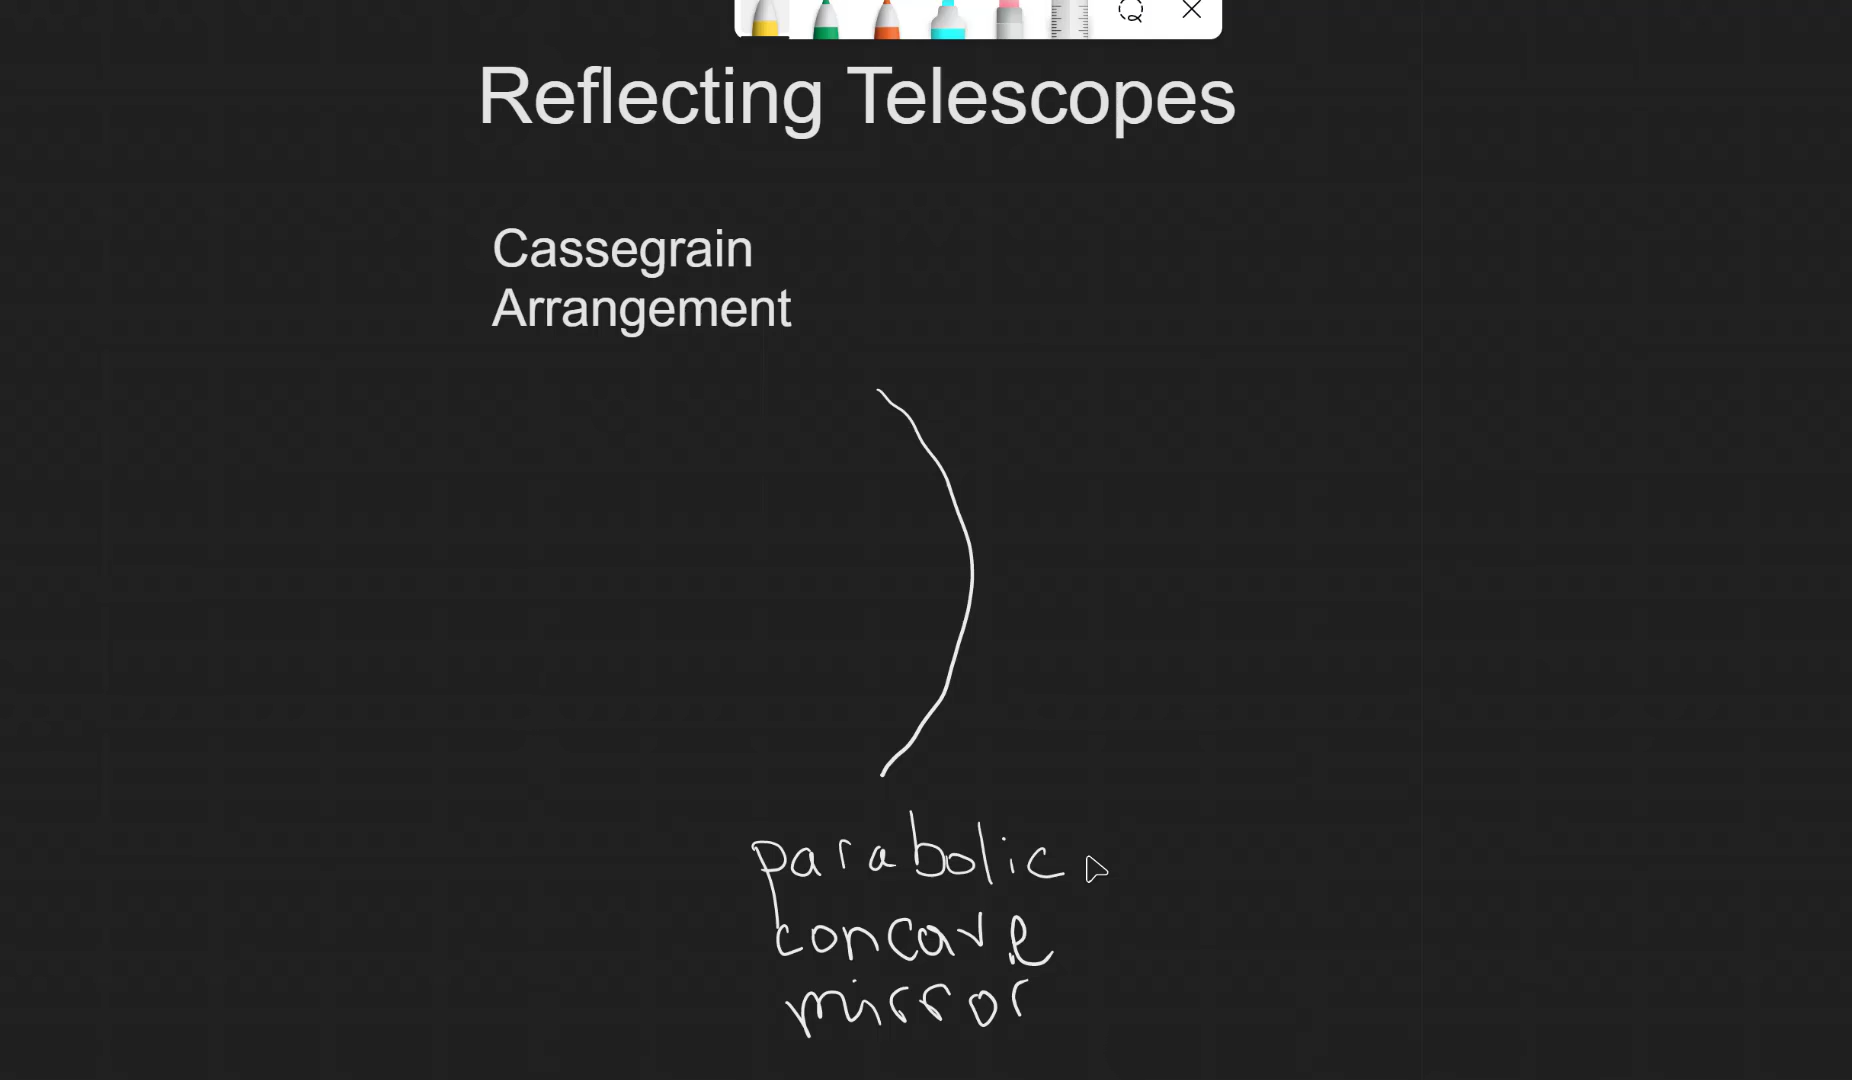 Reflecting Telescopes
Cassegrain
Arrangement
parabolic
concave
mirror